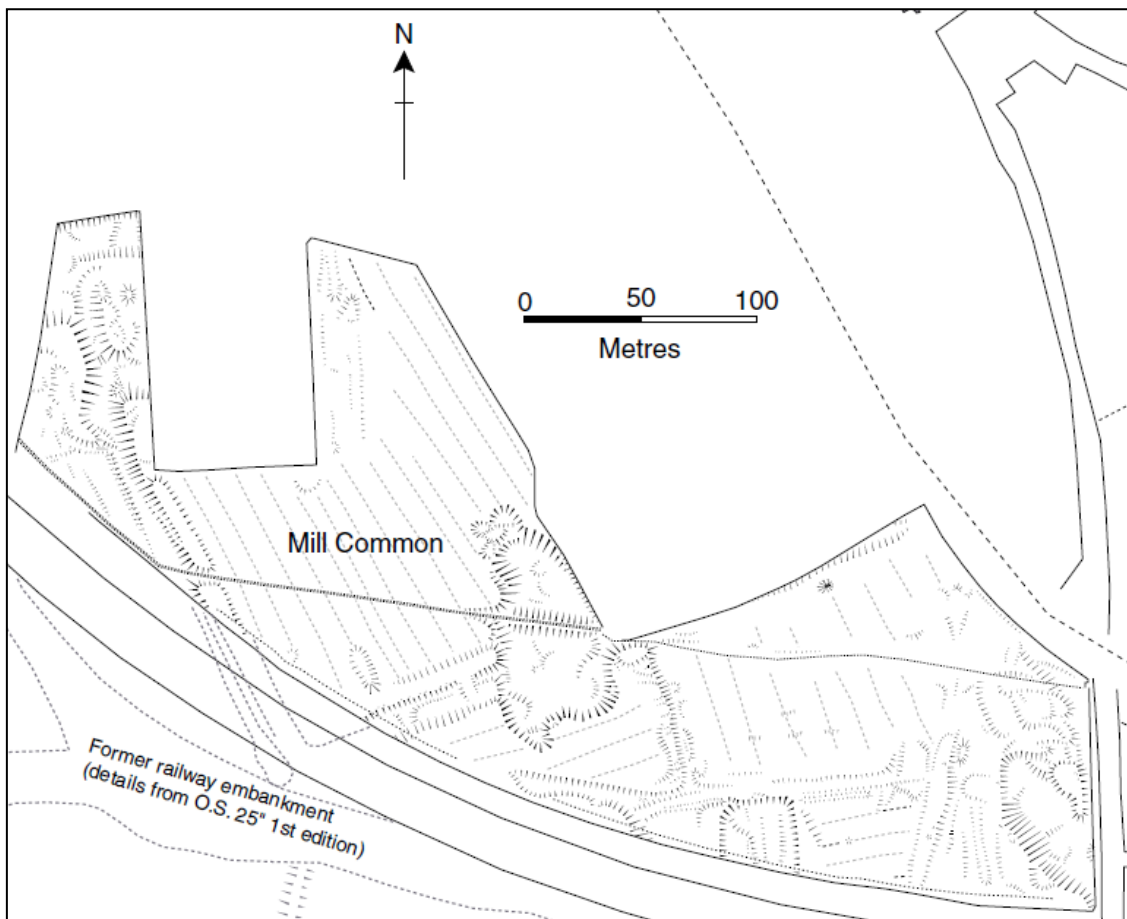 N
0 50 100
Metres
Mill Common
Former railway embankment
(details from O.S. 25" 1st edition)